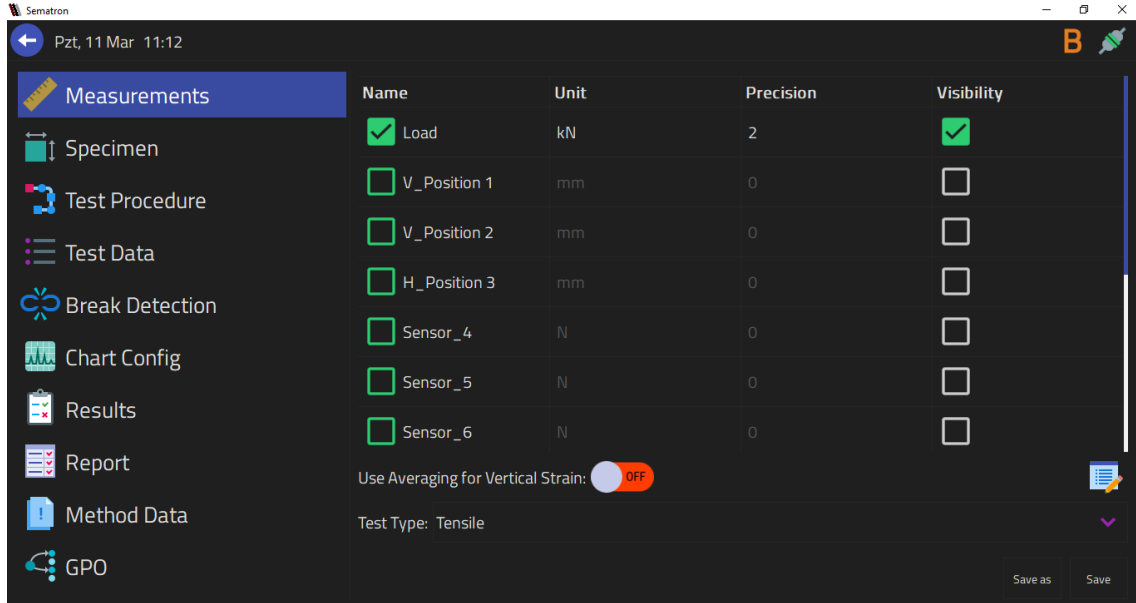 Sematron
Pzt, 11 Mar 11:12
B
Measurements
Specimen
Test Procedure
Test Data
Break Detection
Chart Config
Results
Report
Method Data
GPO
Name Unit Precision Visibility
Load kN 2
V_Position 1 mm 0
V_Position 2 mm 0
H_Position 3 mm 0
Sensor_4 N 0
Sensor_5 N 0
Sensor_6 N 0
Use Averaging for Vertical Strain: OFF
Test Type: Tensile
Save as Save